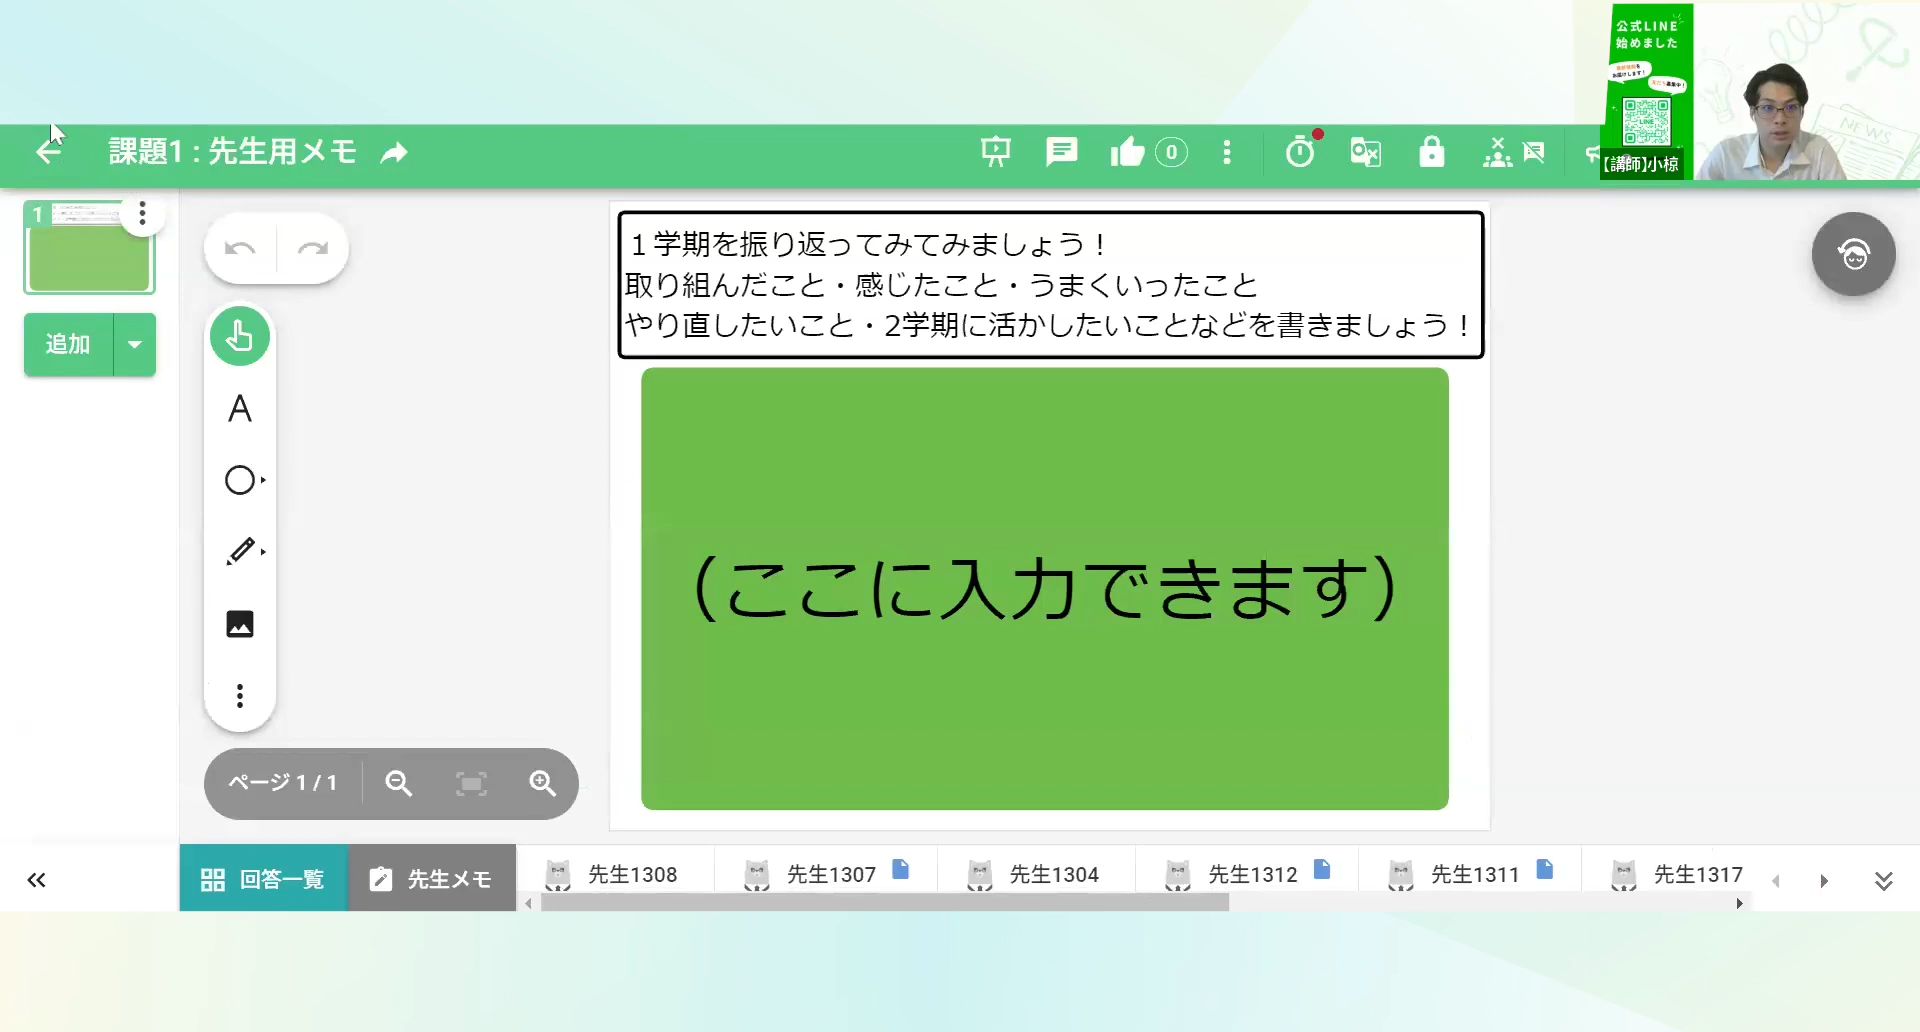 公式LINE
始めました
【講師】小椋
NEWS
課題1 : 先生用メモ
0
1
追加
1学期を振り返ってみてみましょう！
取り組んだこと・感じたこと・うまくいったこと
やり直したいこと・2学期に活かしたいことなどを書きましょう！
（ここに入力できます）
A
ページ 1 / 1
回答一覧
先生メモ
先生1308
先生1307
先生1304
先生1312
先生1311
先生1317